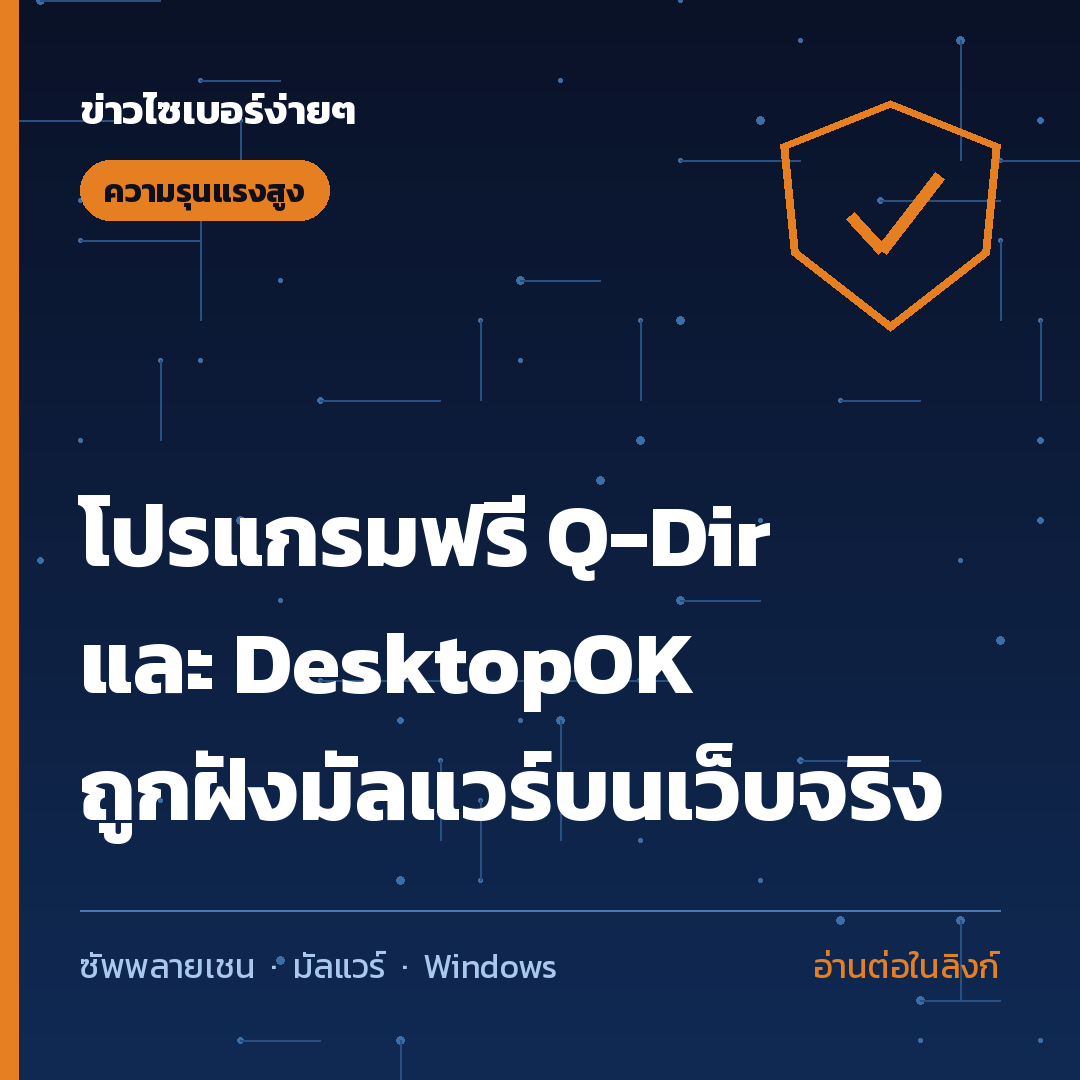 ข่าวไซเบอร์ง่ายๆ
ความรุนแรงสูง
โปรแกรมฟรี Q-Dir
และ DesktopOK
ถูกฝังมัลแวร์บนเว็บจริง
ซัพพลายเชน · มัลแวร์ · Windows
อ่านต่อในลิงก์